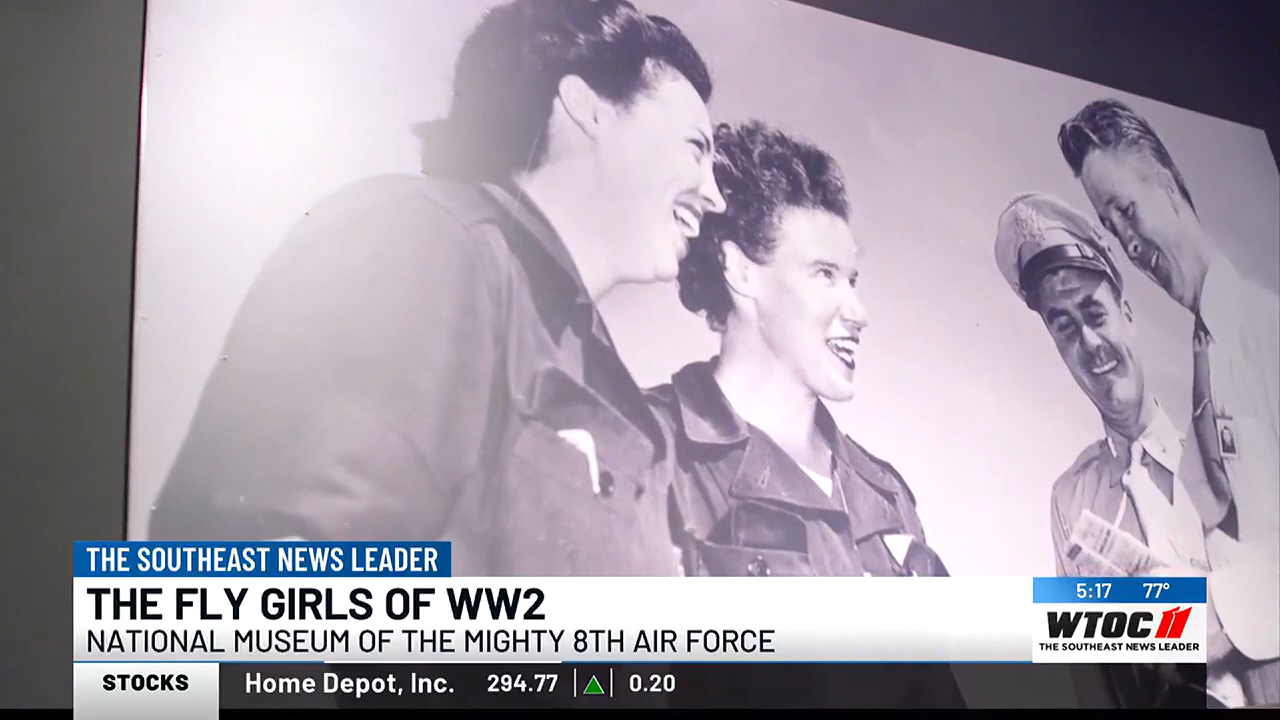 THE SOUTHEAST NEWS LEADER
THE FLY GIRLS OF WW2
NATIONAL MUSEUM OF THE MIGHTY 8TH AIR FORCE
5:17 77°
WTOC 11
THE SOUTHEAST NEWS LEADER
STOCKS Home Depot, Inc. 294.77 0.20